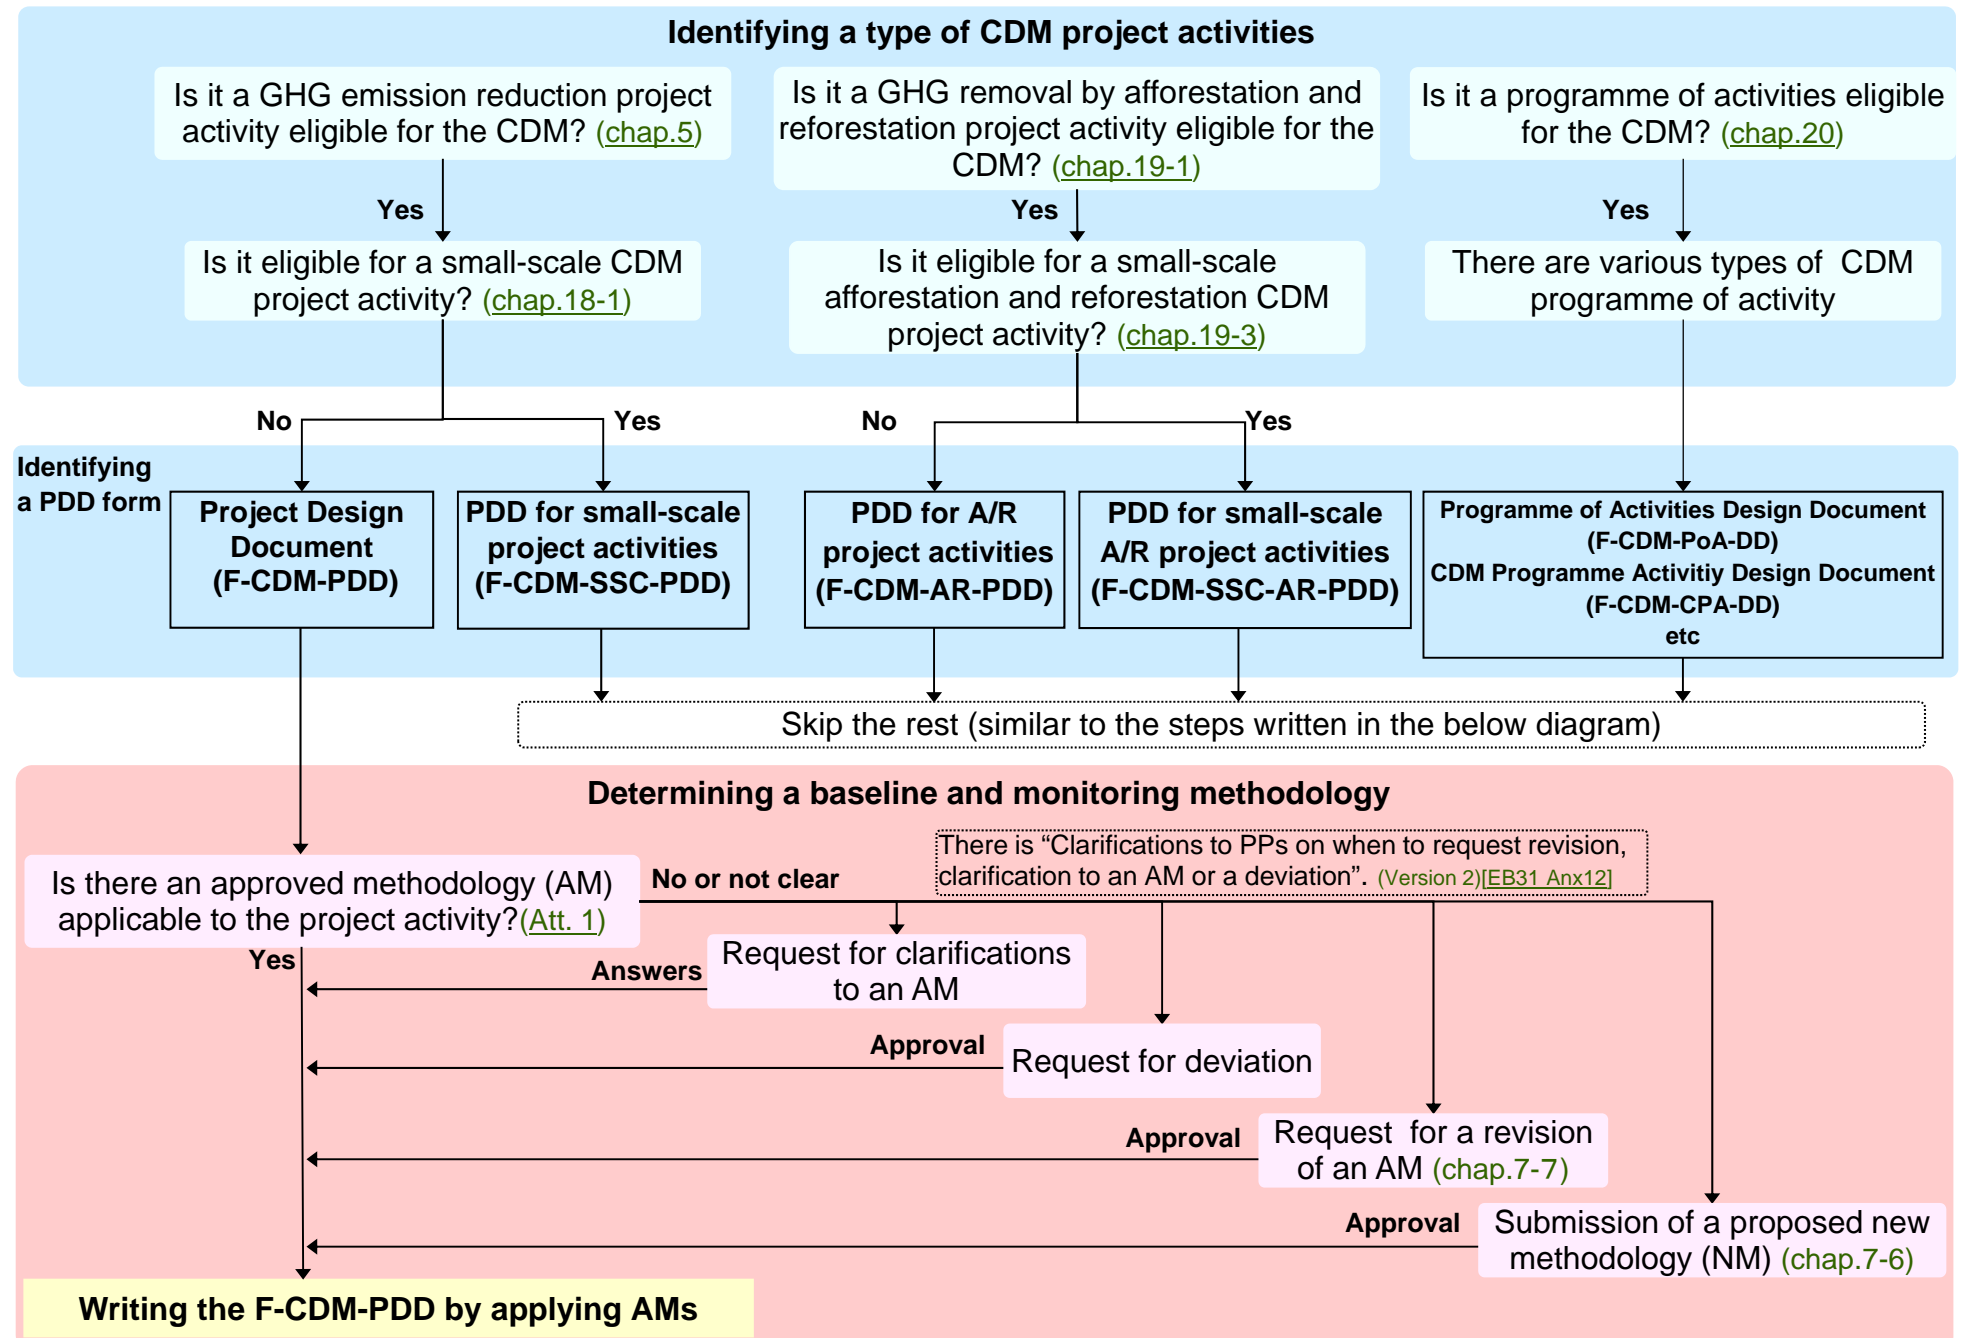 Identifying a type of CDM project activities
Is it a GHG emission reduction project
activity eligible for the CDM? (chap.5)
Is it a GHG removal by afforestation and
reforestation project activity eligible for the
CDM? (chap.19-1)
Is it a programme of activities eligible
for the CDM? (chap.20)
Yes
Yes
Yes
Is it eligible for a small-scale CDM
project activity? (chap.18-1)
Is it eligible for a small-scale
afforestation and reforestation CDM
project activity? (chap.19-3)
There are various types of CDM
programme of activity
No
Yes
No
Yes
Identifying
a PDD form
Project Design
Document
(F-CDM-PDD)
PDD for small-scale
project activities
(F-CDM-SSC-PDD)
PDD for A/R
project activities
(F-CDM-AR-PDD)
PDD for small-scale
A/R project activities
(F-CDM-SSC-AR-PDD)
Programme of Activities Design Document
(F-CDM-PoA-DD)
CDM Programme Activitiy Design Document
(F-CDM-CPA-DD)
etc
Skip the rest (similar to the steps written in the below diagram)
Determining a baseline and monitoring methodology
Is there an approved methodology (AM)
applicable to the project activity?(Att. 1)
No or not clear
There is “Clarifications to PPs on when to request revision,
clarification to an AM or a deviation”. (Version 2)[EB31 Anx12]
Yes
Answers
Request for clarifications
to an AM
Approval
Request for deviation
Approval
Request for a revision
of an AM (chap.7-7)
Approval
Submission of a proposed new
methodology (NM) (chap.7-6)
Writing the F-CDM-PDD by applying AMs